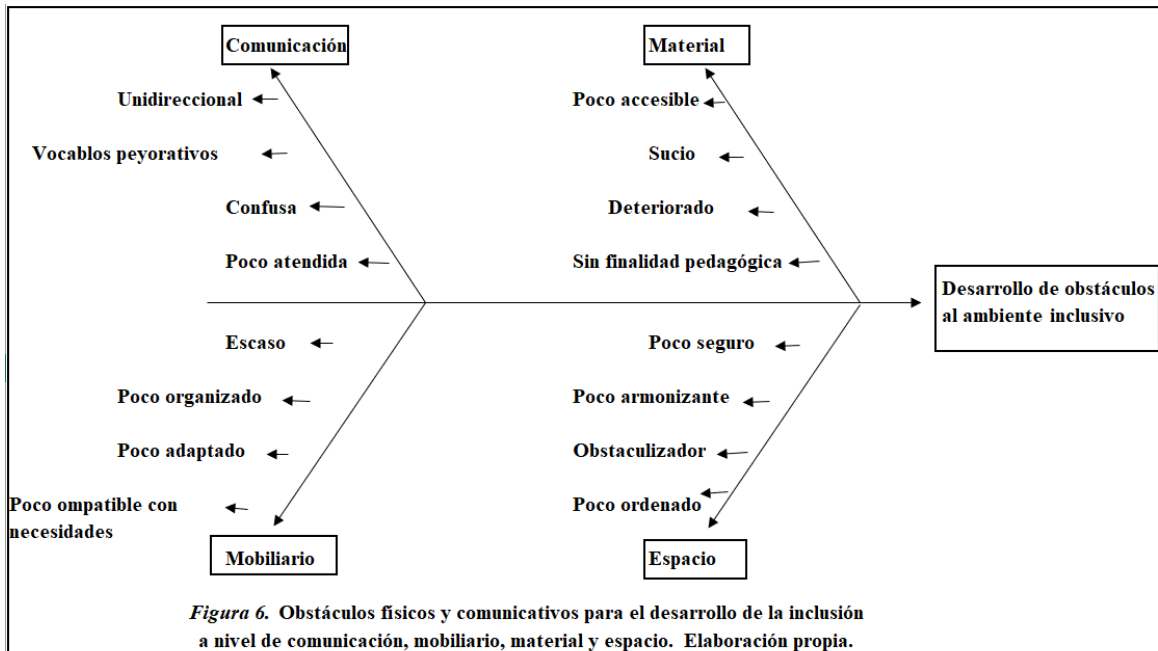 Comunicación
Material
Unidireccional
Poco accesible
Vocablos peyorativos
Sucio
Confusa
Deteriorado
Poco atendida
Sin finalidad pedagógica
Desarrollo de obstáculos
al ambiente inclusivo
Escaso
Poco seguro
Poco organizado
Poco armonizante
Poco adaptado
Obstaculizador
Poco ompatible con
necesidades
Poco ordenado
Mobiliario
Espacio
Figura 6. Obstáculos físicos y comunicativos para el desarrollo de la inclusión
a nivel de comunicación, mobiliario, material y espacio. Elaboración propia.